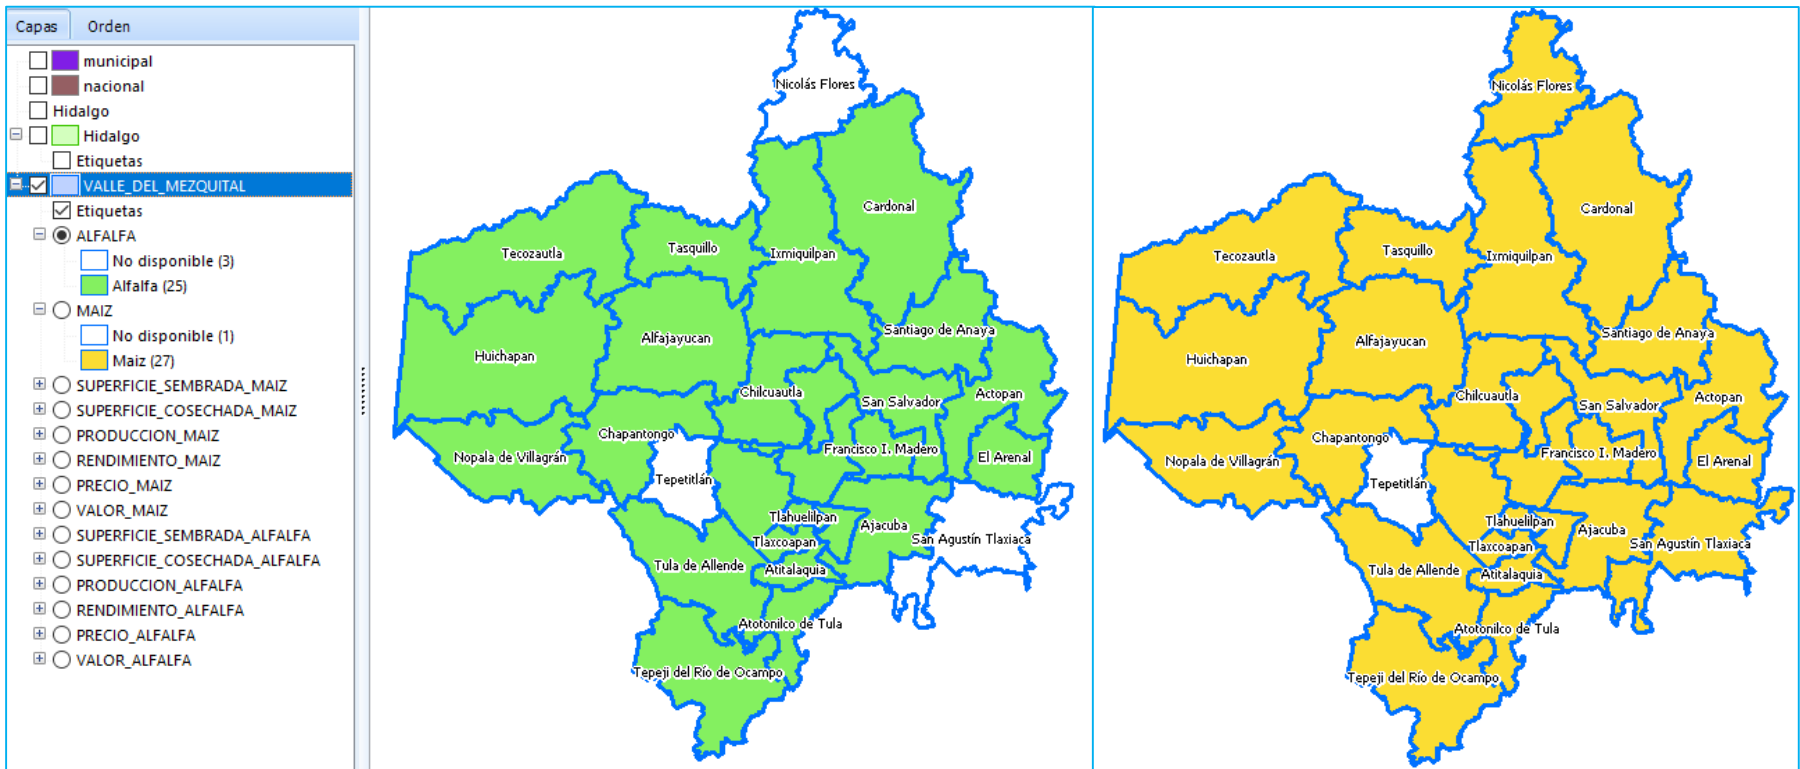 Capas
Orden
municipal
nacional
Hidalgo
Hidalgo
Etiquetas
VALLE_DEL_MEZQUITAL
Etiquetas
ALFALFA
No disponible (3)
Alfalfa (25)
MAIZ
No disponible (1)
Maiz (27)
SUPERFICIE_SEMBRADA_MAIZ
SUPERFICIE_COSECHADA_MAIZ
PRODUCCION_MAIZ
RENDIMIENTO_MAIZ
PRECIO_MAIZ
VALOR_MAIZ
SUPERFICIE_SEMBRADA_ALFALFA
SUPERFICIE_COSECHADA_ALFALFA
PRODUCCION_ALFALFA
RENDIMIENTO_ALFALFA
PRECIO_ALFALFA
VALOR_ALFALFA
Nicolás Flores
Cardonal
Tecozautla
Tasquillo
Ixmiquilpan
Santiago de Anaya
Alfajayucan
Huichapan
Chilcuautla
Actopan
San Salvador
Chapantongo
Francisco I. Madero
Nopala de Villagrán
El Arenal
Tepetitlán
Tlahuelilpan
Ajacuba
San Agustín Tlaxiaca
Tlaxcoapan
Tula de Allende
Atitalaquia
Atotonilco de Tula
Tepeji del Río de Ocampo
Nicolás Flores
Cardonal
Tecozautla
Tasquillo
Ixmiquilpan
Santiago de Anaya
Alfajayucan
Huichapan
Chilcuautla
Actopan
San Salvador
Chapantongo
Francisco I. Madero
Nopala de Villagrán
El Arenal
Tepetitlán
Tlahuelilpan
Ajacuba
San Agustín Tlaxiaca
Tlaxcoapan
Tula de Allende
Atitalaquia
Atotonilco de Tula
Tepeji del Río de Ocampo